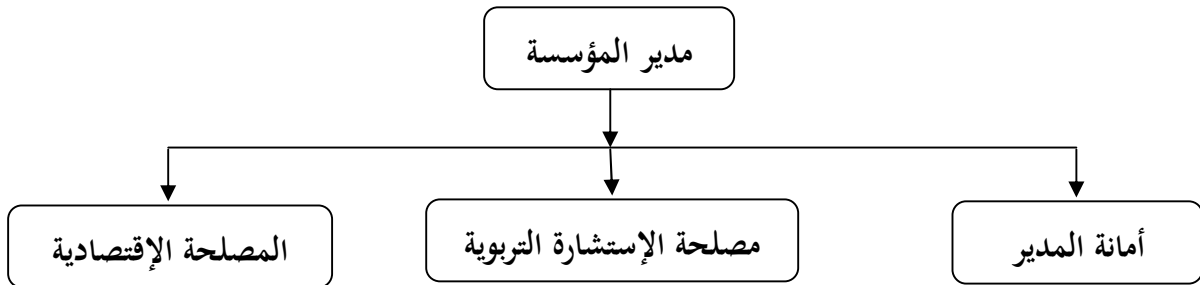 مدير المؤسسة
أمانة المدير
مصلحة الإستشارة التربوية
المصلحة الإقتصادية